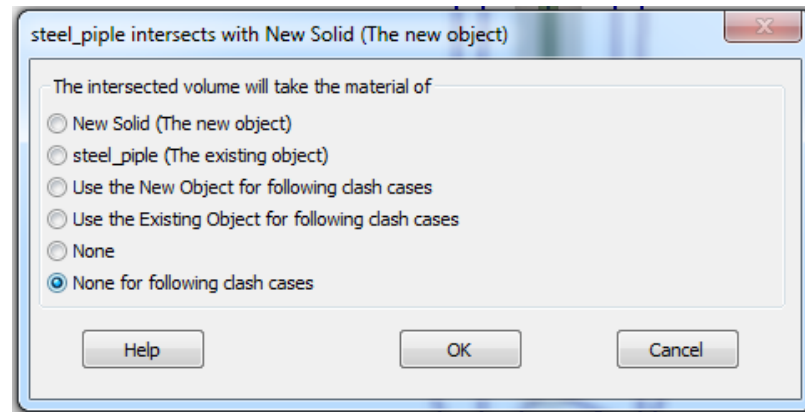 steel_piple intersects with New Solid (The new object)
The intersected volume will take the material of
New Solid (The new object)
steel_piple (The existing object)
Use the New Object for following clash cases
Use the Existing Object for following clash cases
None
None for following clash cases
Help OK Cancel